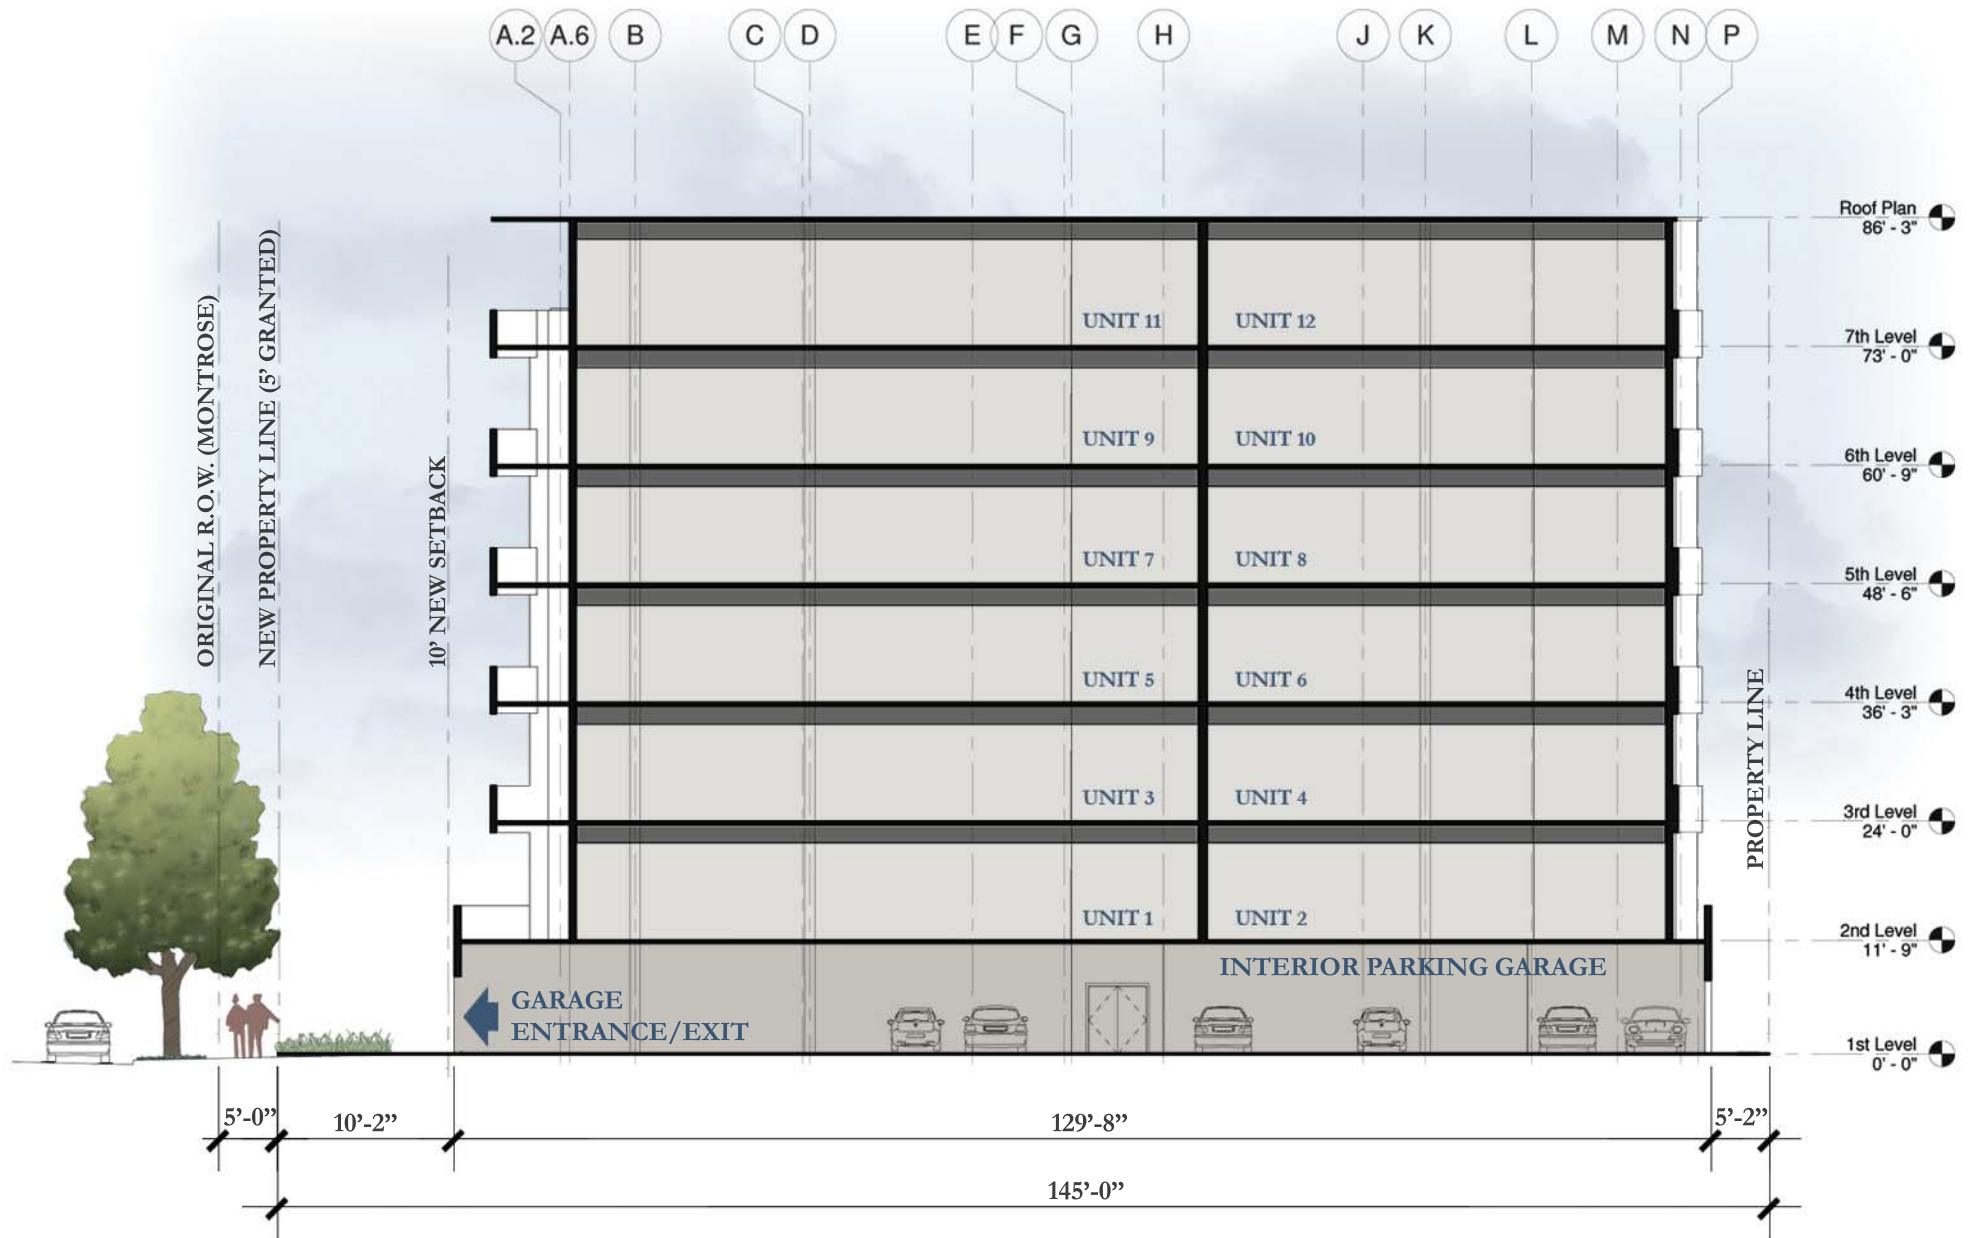 A.2 A.6 B C D E F G H J K L M N P
Roof Plan
86' - 3"
ORIGINAL R.O.W. (MONTROSE)
NEW PROPERTY LINE (5’ GRANTED)
10’ NEW SETBACK
UNIT 11 UNIT 12
7th Level
73' - 0"
UNIT 9 UNIT 10
6th Level
60' - 9"
UNIT 7 UNIT 8
5th Level
48' - 6"
UNIT 5 UNIT 6
4th Level
36' - 3"
PROPERTY LINE
UNIT 3 UNIT 4
3rd Level
24' - 0"
UNIT 1 UNIT 2
2nd Level
11' - 9"
INTERIOR PARKING GARAGE
GARAGE
ENTRANCE/EXIT
1st Level
0' - 0"
5’-0” 10’-2” 129’-8” 5’-2”
145’-0”